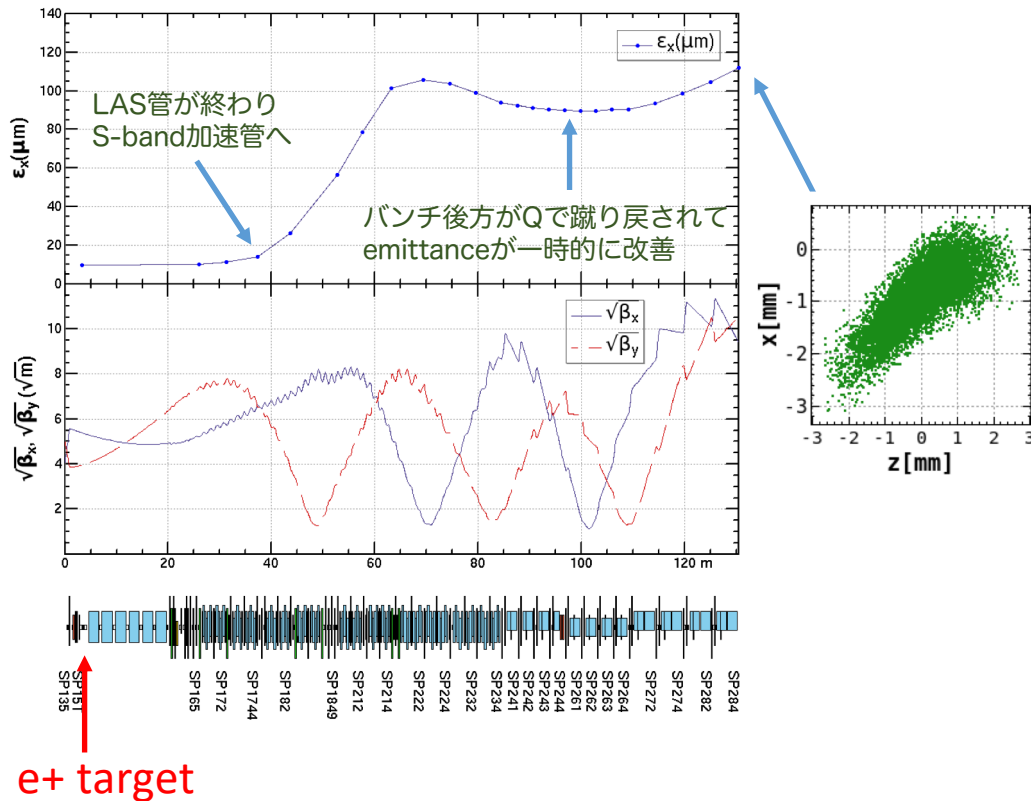 140
120
100
80
60
40
20
0
εx(μm)
εx(μm)
LAS管が終わり
S-band加速管へ
バンチ後方がQで蹴り戻されて
emittanceが一時的に改善
10
8
6
4
2
√βx, √βy (√m)
√βx
√βy
0 20 40 60 80 100 120 m
0
-1
-2
-3
x[mm]
-3 -2 -1 0 1 2 3
z[mm]
SP135
SP151
SP165
SP172
SP1744
SP182
SP1849
SP212
SP214
SP222
SP224
SP232
SP234
SP241
SP242
SP243
SP244
SP261
SP262
SP263
SP264
SP272
SP274
SP282
SP284
e+ target